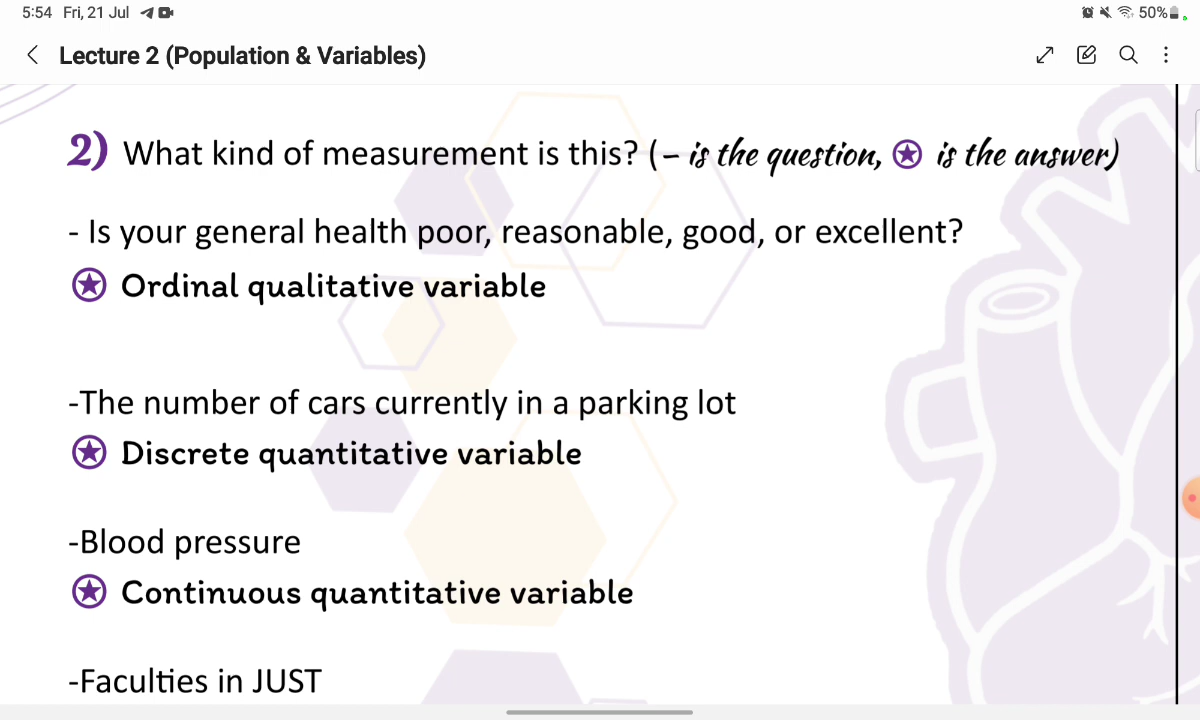 5:54 Fri, 21 Jul 50%
Lecture 2 (Population & Variables)
2) What kind of measurement is this? (- is the question, ★ is the answer)
- Is your general health poor, reasonable, good, or excellent?
★ Ordinal qualitative variable
-The number of cars currently in a parking lot
★ Discrete quantitative variable
-Blood pressure
★ Continuous quantitative variable
-Faculties in JUST